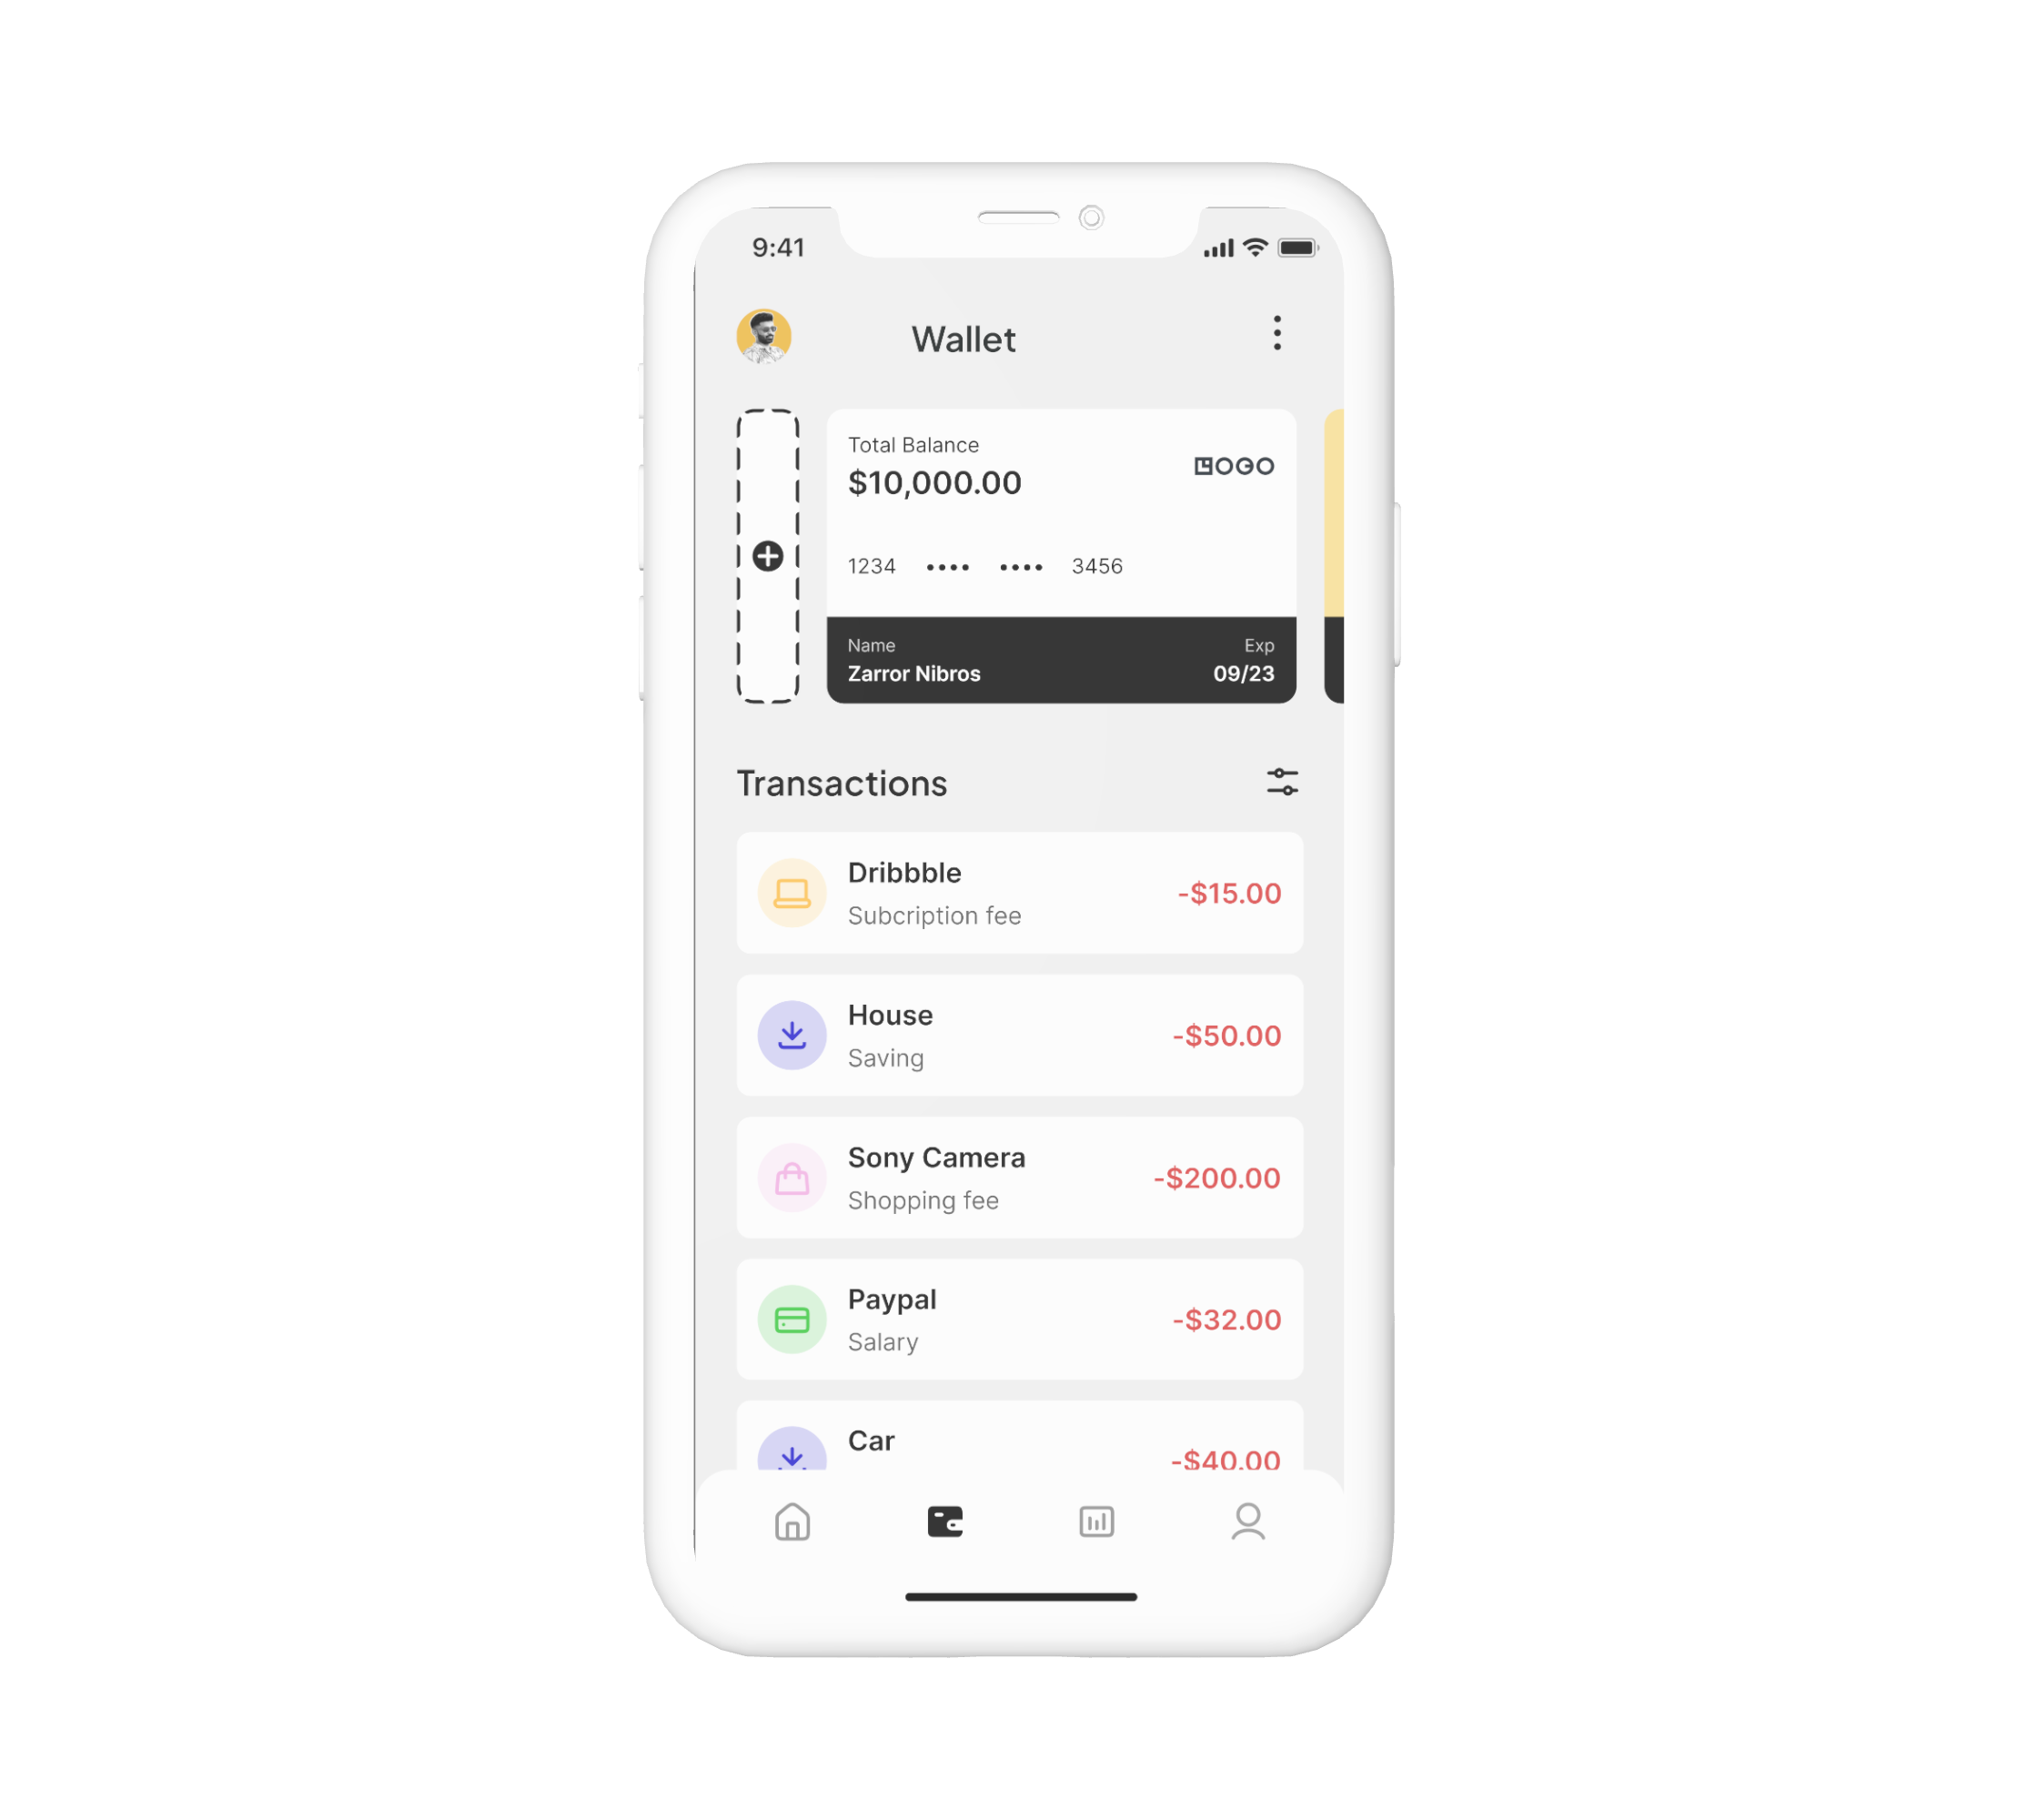 9:41
Wallet
Total Balance
$10,000.00
LOGO
1234 •••• •••• 3456
Name
Exp
Zarror Nibros
09/23
Transactions
Dribbble
Subcription fee
-$15.00
House
Saving
-$50.00
Sony Camera
Shopping fee
-$200.00
Paypal
Salary
-$32.00
Car
-$40.00